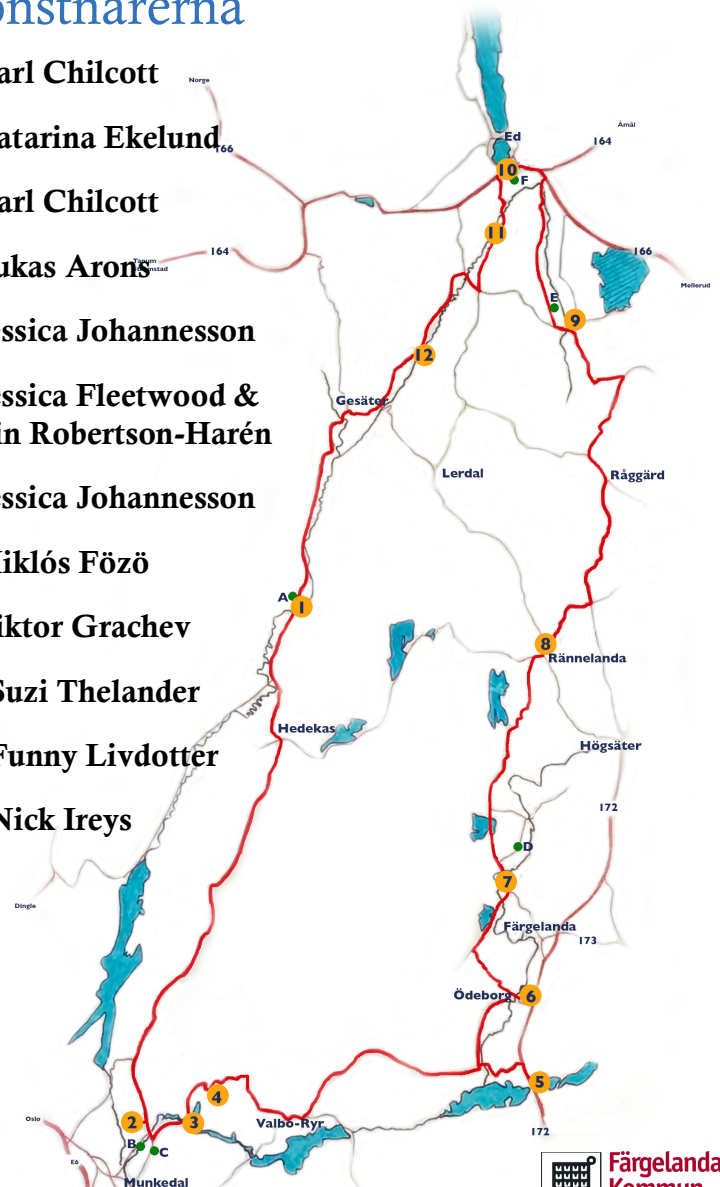 onstnärerna
arl Chilcott
atarina Ekelund
arl Chilcott
ukas Arons
essica Johannesson
essica Fleetwood &
in Robertson-Harén
essica Johannesson
iklós Fözö
iktor Grachev
Suzi Thelander
Funny Livdotter
Nick Ireys
Norge
166
Ed
Åmål
164
10
F
11
164
Tanum
166
Mellerud
E
9
12
Gesäter
Lerdal
Råggärd
A
1
8
Rännelanda
Hedekas
Högsäter
172
D
7
Dingle
Färgelanda
173
Ödeborg
6
5
4
Oslo
2
3
Valbo-Ryr
B
C
172
E6
Munkedal
Färgelanda
Kommun